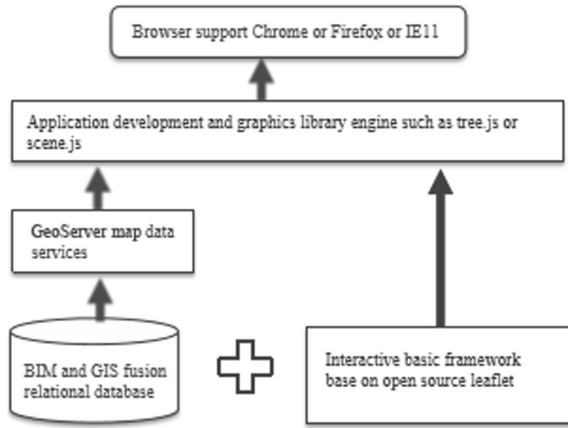 Browser support Chrome or Firefox or IE11
Application development and graphics library engine such as tree.js or
scene.js
GeoServer map data
services
BIM and GIS fusion
relational database
Interactive basic framework
base on open source leaflet